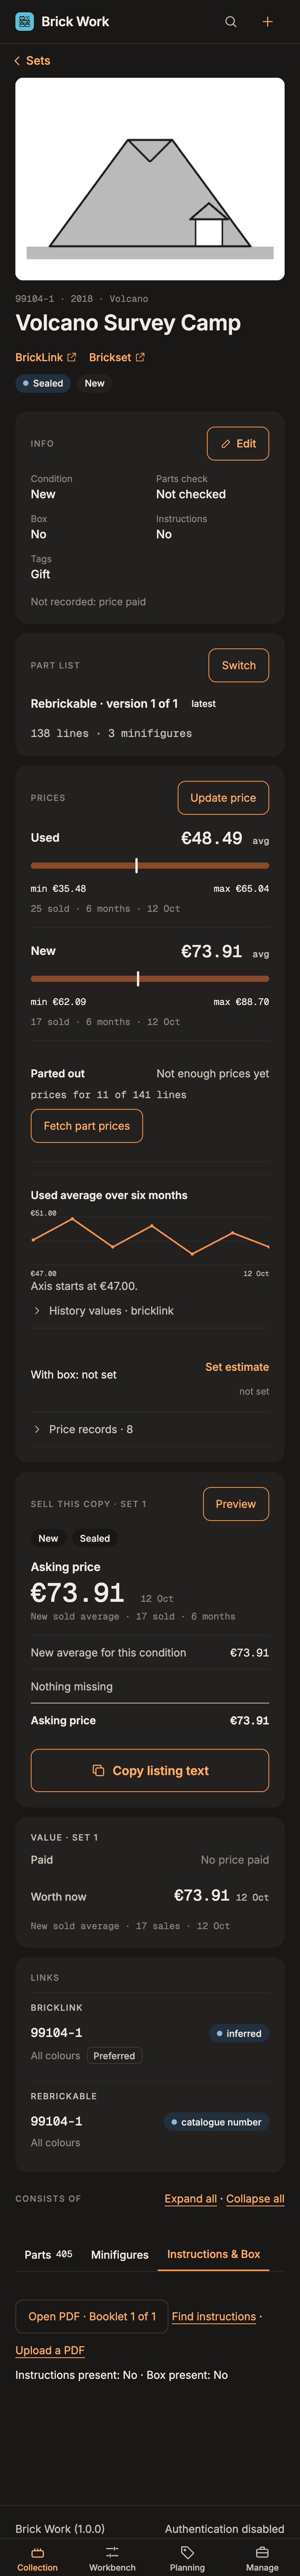 Brick Work
Sets
99104-1 · 2018 · Volcano
Volcano Survey Camp
BrickLink Brickset
Sealed New
INFO Edit
Condition Parts check
New Not checked
Box Instructions
No No
Tags
Gift
Not recorded: price paid
PART LIST Switch
Rebrickable · version 1 of 1 latest
138 lines · 3 minifigures
PRICES Update price
Used €48.49 avg
min €35.48 max €65.04
25 sold · 6 months · 12 Oct
New €73.91 avg
min €62.09 max €88.70
17 sold · 6 months · 12 Oct
Parted out Not enough prices yet
prices for 11 of 141 lines
Fetch part prices
Used average over six months
€51.00
€47.00 12 Oct
Axis starts at €47.00.
History values · bricklink
Set estimate
With box: not set
not set
Price records · 8
SELL THIS COPY · SET 1 Preview
New Sealed
Asking price
€73.91 12 Oct
New sold average · 17 sold · 6 months
New average for this condition €73.91
Nothing missing
Asking price €73.91
Copy listing text
VALUE · SET 1
Paid No price paid
Worth now €73.91 12 Oct
New sold average · 17 sales · 12 Oct
LINKS
BRICKLINK
99104-1 inferred
All colours Preferred
REBRICKABLE
99104-1 catalogue number
All colours
CONSISTS OF Expand all · Collapse all
Parts 405 Minifigures Instructions & Box
Open PDF · Booklet 1 of 1 Find instructions ·
Upload a PDF
Instructions present: No · Box present: No
Brick Work (1.0.0) Authentication disabled
Collection Workbench Planning Manage